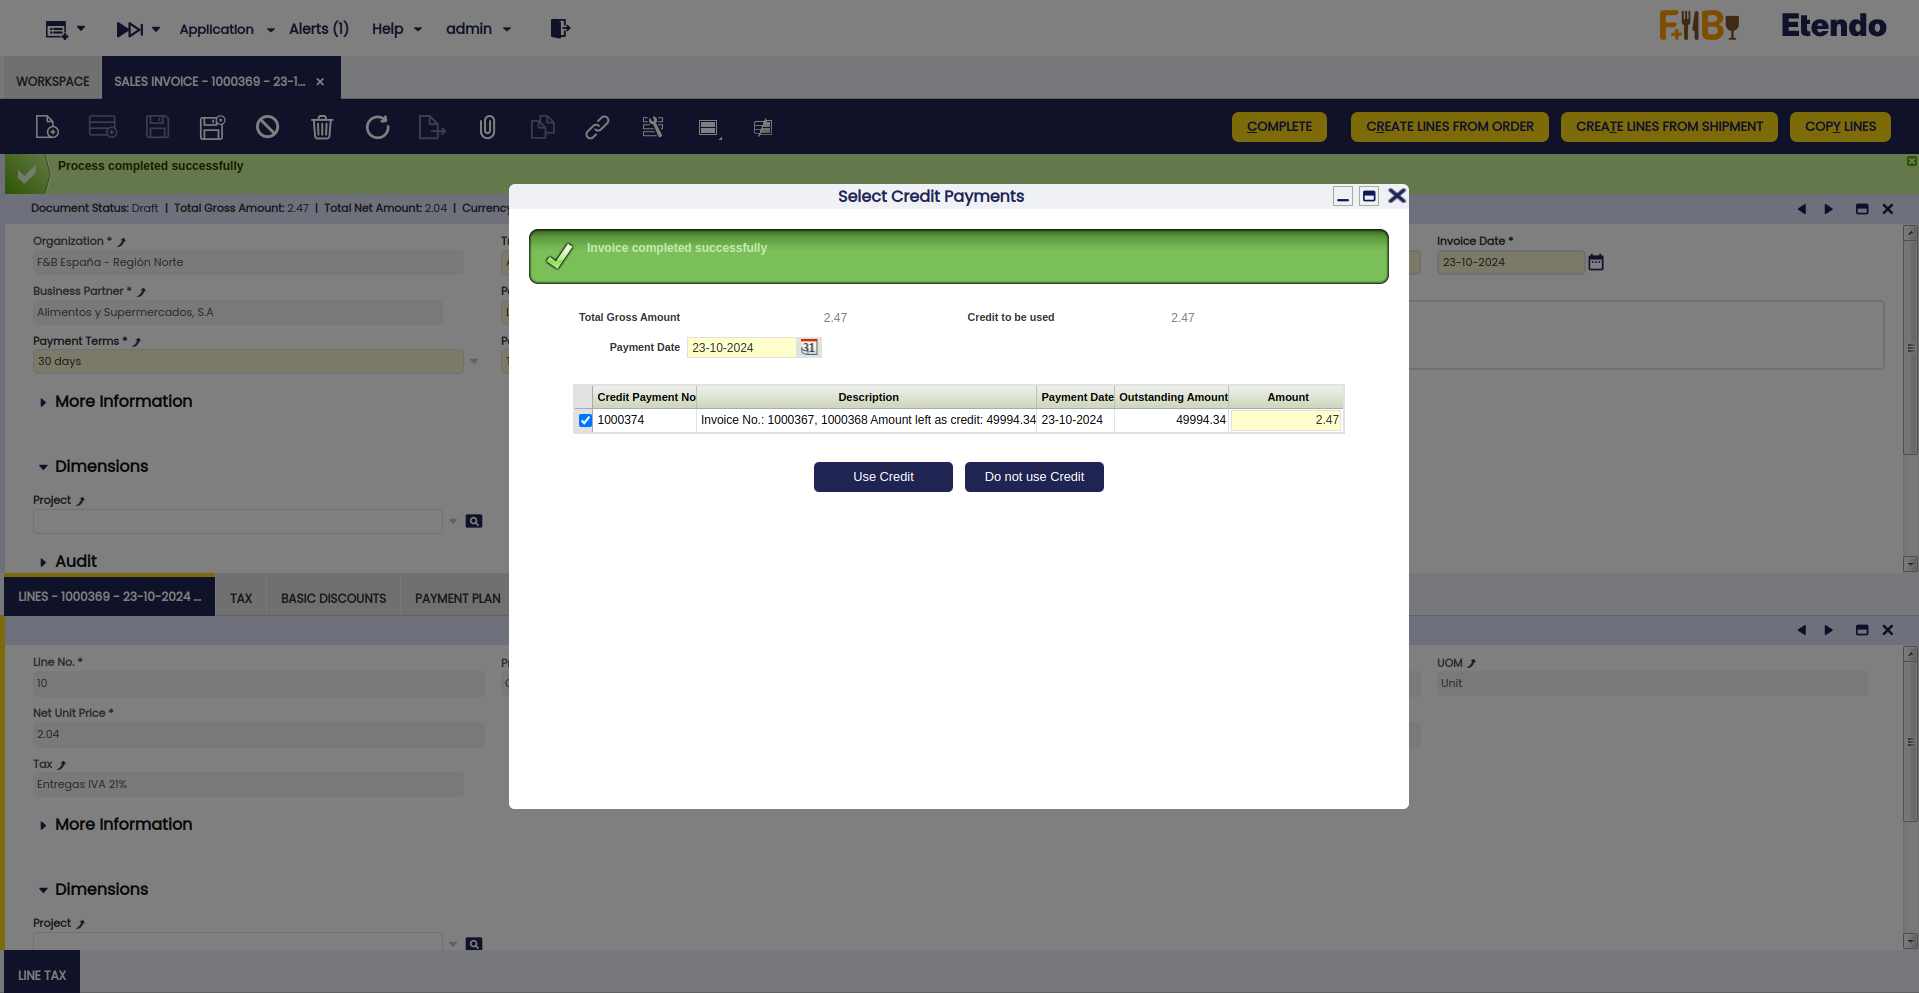 Application
Alerts (1)
Help
admin
F+B
Etendo
WORKSPACE
SALES INVOICE - 1000369 - 23-1...
COMPLETE
CREATE LINES FROM ORDER
CREATE LINES FROM SHIPMENT
COPY LINES
Process completed successfully
Document Status: Draft | Total Gross Amount: 2.47 | Total Net Amount: 2.04 | Currency
Organization *
F&B España - Región Norte
Invoice Date *
23-10-2024
Business Partner *
Alimentos y Supermercados, S.A
Payment Terms *
30 days
More Information
Dimensions
Project
Audit
Select Credit Payments
Invoice completed successfully
Total Gross Amount 2.47 Credit to be used 2.47
Payment Date 23-10-2024 31
Credit Payment No Description Payment Date Outstanding Amount Amount
1000374 Invoice No.: 1000367, 1000368 Amount left as credit: 49994.34 23-10-2024 49994.34 2.47
Use Credit Do not use Credit
LINES - 1000369 - 23-10-2024 ...
TAX
BASIC DISCOUNTS
PAYMENT PLAN
Line No. *
10
UOM
Unit
Net Unit Price *
2.04
Tax
Entregas IVA 21%
More Information
Dimensions
Project
LINE TAX